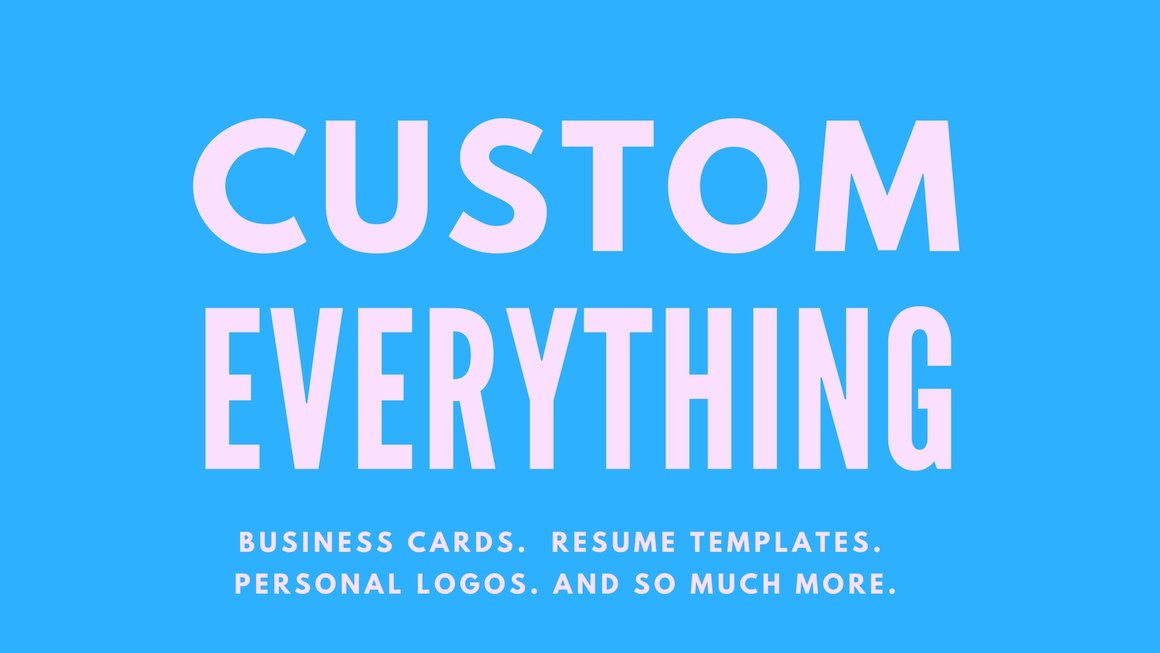 CUSTOM
EVERYTHING
BUSINESS CARDS. RESUME TEMPLATES.
PERSONAL LOGOS. AND SO MUCH MORE.